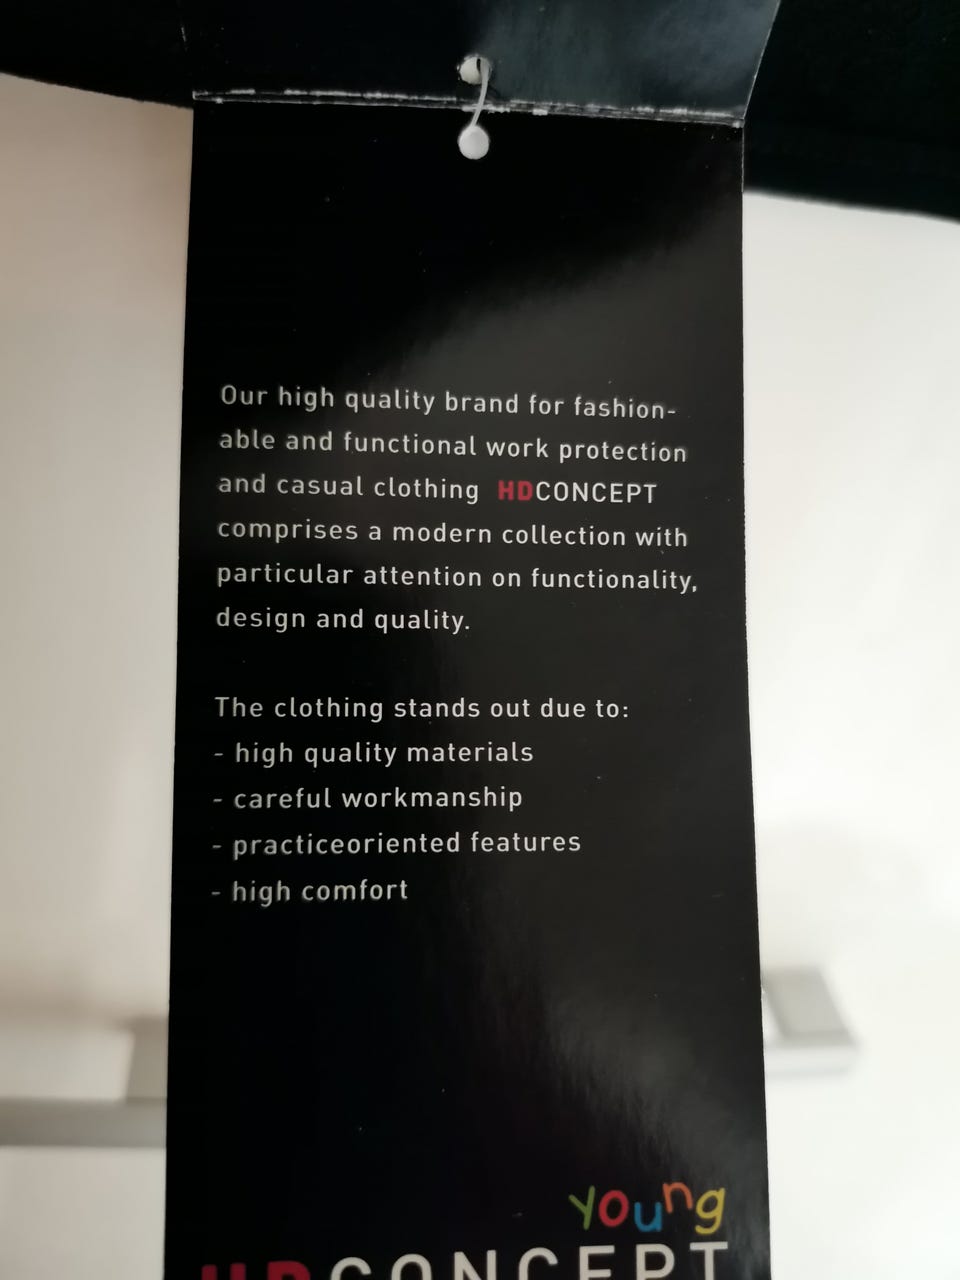 Our high quality brand for fashion-
able and functional work protection
and casual clothing HDCONCEPT
comprises a modern collection with
particular attention on functionality,
design and quality.
The clothing stands out due to:
- high quality materials
- careful workmanship
- practiceoriented features
- high comfort
young
HDCONCEPT